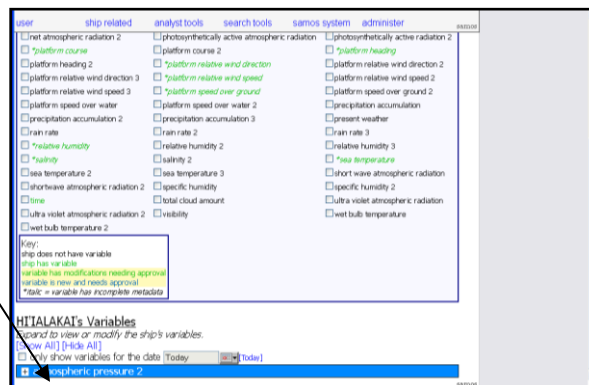 user ship related analyst tools search tools samos system administer
net atmospheric radiation 2 photosynthetically active atmospheric radiation photosynthetically active radiation 2
*platform course platform course 2 *platform heading
platform heading 2 *platform relative wind direction platform relative wind direction 2
platform relative wind direction 3 *platform relative wind speed platform relative wind speed 2
platform relative wind speed 3 *platform speed over ground platform speed over ground 2
platform speed over water platform speed over water 2 precipitation accumulation
precipitation accumulation 2 precipitation accumulation 3 present weather
rain rate rain rate 2 rain rate 3
*relative humidity relative humidity 2 relative humidity 3
*salinity salinity 2 *sea temperature
sea temperature 2 sea temperature 3 short wave atmospheric radiation
shortwave atmospheric radiation 2 specific humidity specific humidity 2
time total cloud amount ultra violet atmospheric radiation
ultra violet atmospheric radiation 2 visibility wet bulb temperature
wet bulb temperature 2
Key:
ship does not have variable
ship has variable
variable has modifications needing approval
variable is new and needs approval
*italic = variable has incomplete metadata
HI'IALAKAI's Variables
Expand to view or modify the ship's variables.
[Show All] [Hide All]
only show variables for the date Today [Today]
ospheric pressure 2